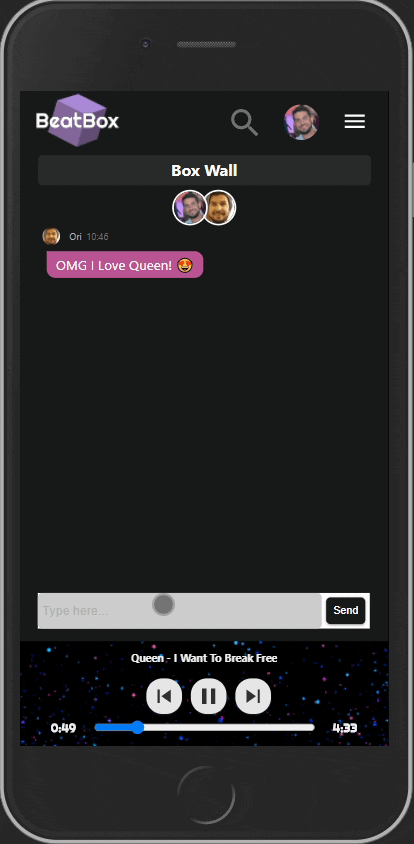 BeatBox
Box Wall
Ori 10:46
OMG I Love Queen! 😍
Type here...
Send
Queen - I Want To Break Free
0:49
4:33